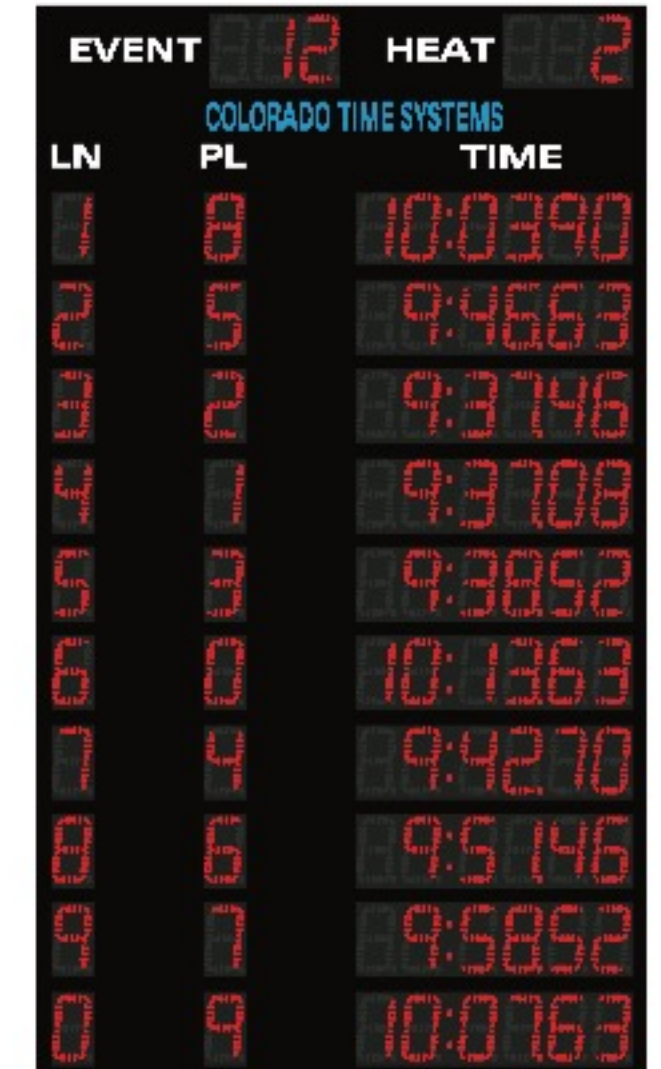 EVENT 12 HEAT 2
COLORADO TIME SYSTEMS
LN PL TIME
1 8 10:03.90
2 5 9:46.63
3 2 9:37.46
4 1 9:37.08
5 3 9:38.52
6 0 10:13.63
7 4 9:42.70
8 6 9:51.46
9 7 9:58.52
0 9 10:07.63